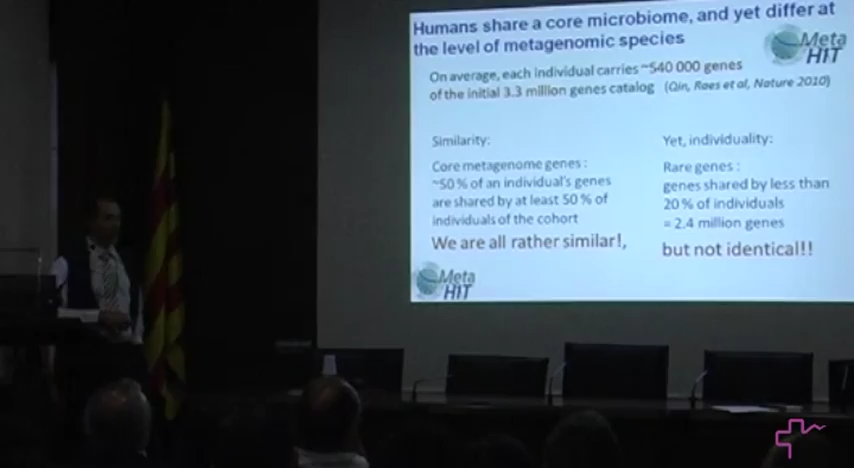 Humans share a core microbiome, and yet differ at
the level of metagenomic species
Meta
HIT
On average, each individual carries ~540 000 genes
of the initial 3.3 million genes catalog (Qin, Raes et al, Nature 2010)
Similarity:
Core metagenome genes :
~50 % of an individual's genes
are shared by at least 50 % of
individuals of the cohort
We are all rather similar!,
Yet, individuality:
Rare genes :
genes shared by less than
20 % of individuals
= 2.4 million genes
but not identical!!
Meta
HIT